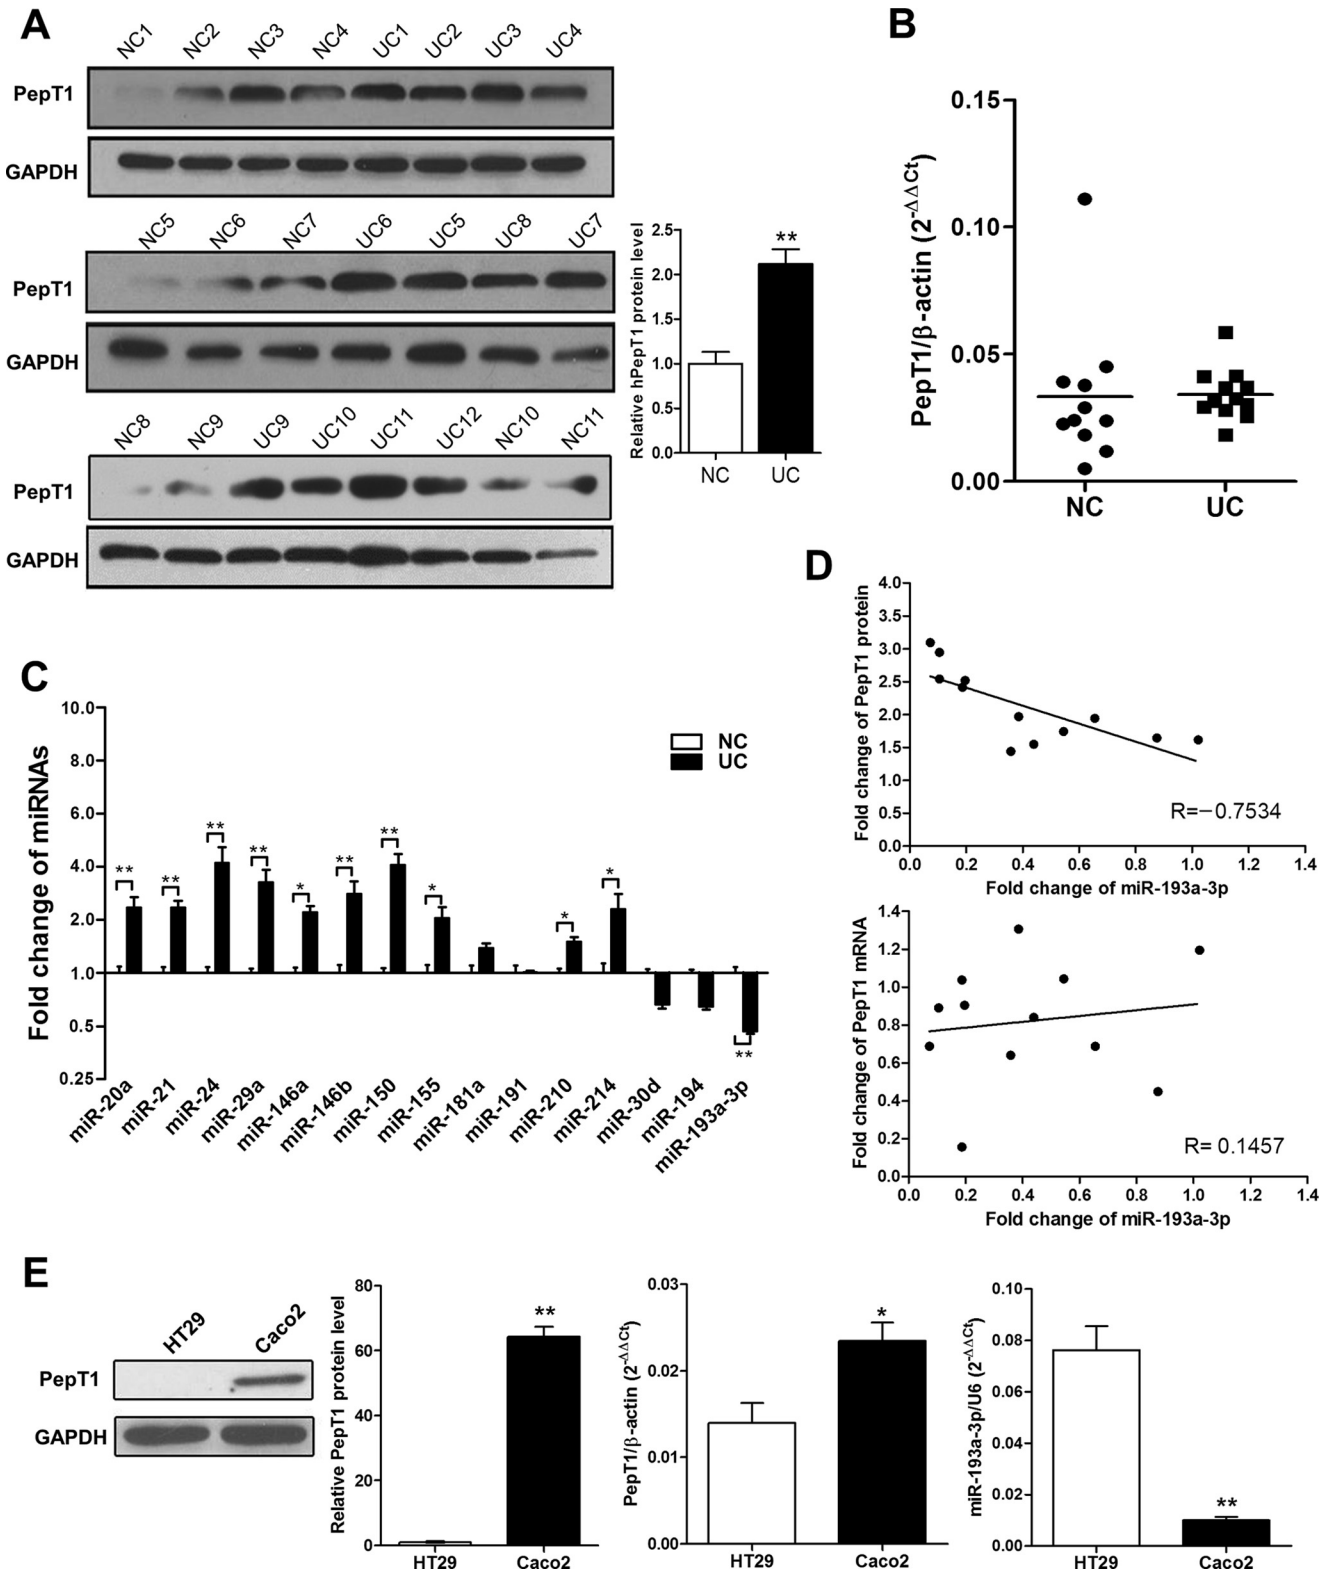 A
NC1 NC2 NC3 NC4 UC1 UC2 UC3 UC4
PepT1
GAPDH
NC5 NC6 NC7 UC6 UC5 UC8 UC7
PepT1
GAPDH
NC8 NC9 UC9 UC10 UC11 UC12 NC10 NC11
PepT1
GAPDH
Relative hPepT1 protein level
2.5
2.0
1.5
1.0
0.5
0.0
**
NC UC
B
PepT1/β-actin (2^-ΔΔCt)
0.15
0.10
0.05
0.00
NC UC
C
Fold change of miRNAs
10.0
8.0
6.0
4.0
2.0
1.0
0.5
0.25
NC
UC
** ** ** ** * ** ** * * * **
miR-20a miR-21 miR-24 miR-29a miR-146a miR-146b miR-150 miR-155 miR-181a miR-191 miR-210 miR-214 miR-30d miR-194 miR-193a-3p
D
Fold change of PepT1 protein
4.0
3.5
3.0
2.5
2.0
1.5
1.0
0.5
0.0
R=−0.7534
0.0 0.2 0.4 0.6 0.8 1.0 1.2 1.4
Fold change of miR-193a-3p
Fold change of PepT1 mRNA
1.4
1.2
1.0
0.8
0.6
0.4
0.2
0.0
R= 0.1457
0.0 0.2 0.4 0.6 0.8 1.0 1.2 1.4
Fold change of miR-193a-3p
E
HT29 Caco2
PepT1
GAPDH
Relative PepT1 protein level
80
60
40
20
0
**
HT29 Caco2
PepT1/β-actin (2^-ΔΔCt)
0.03
0.02
0.01
0.00
*
HT29 Caco2
miR-193a-3p/U6 (2^-ΔΔCt)
0.10
0.08
0.06
0.04
0.02
0.00
**
HT29 Caco2